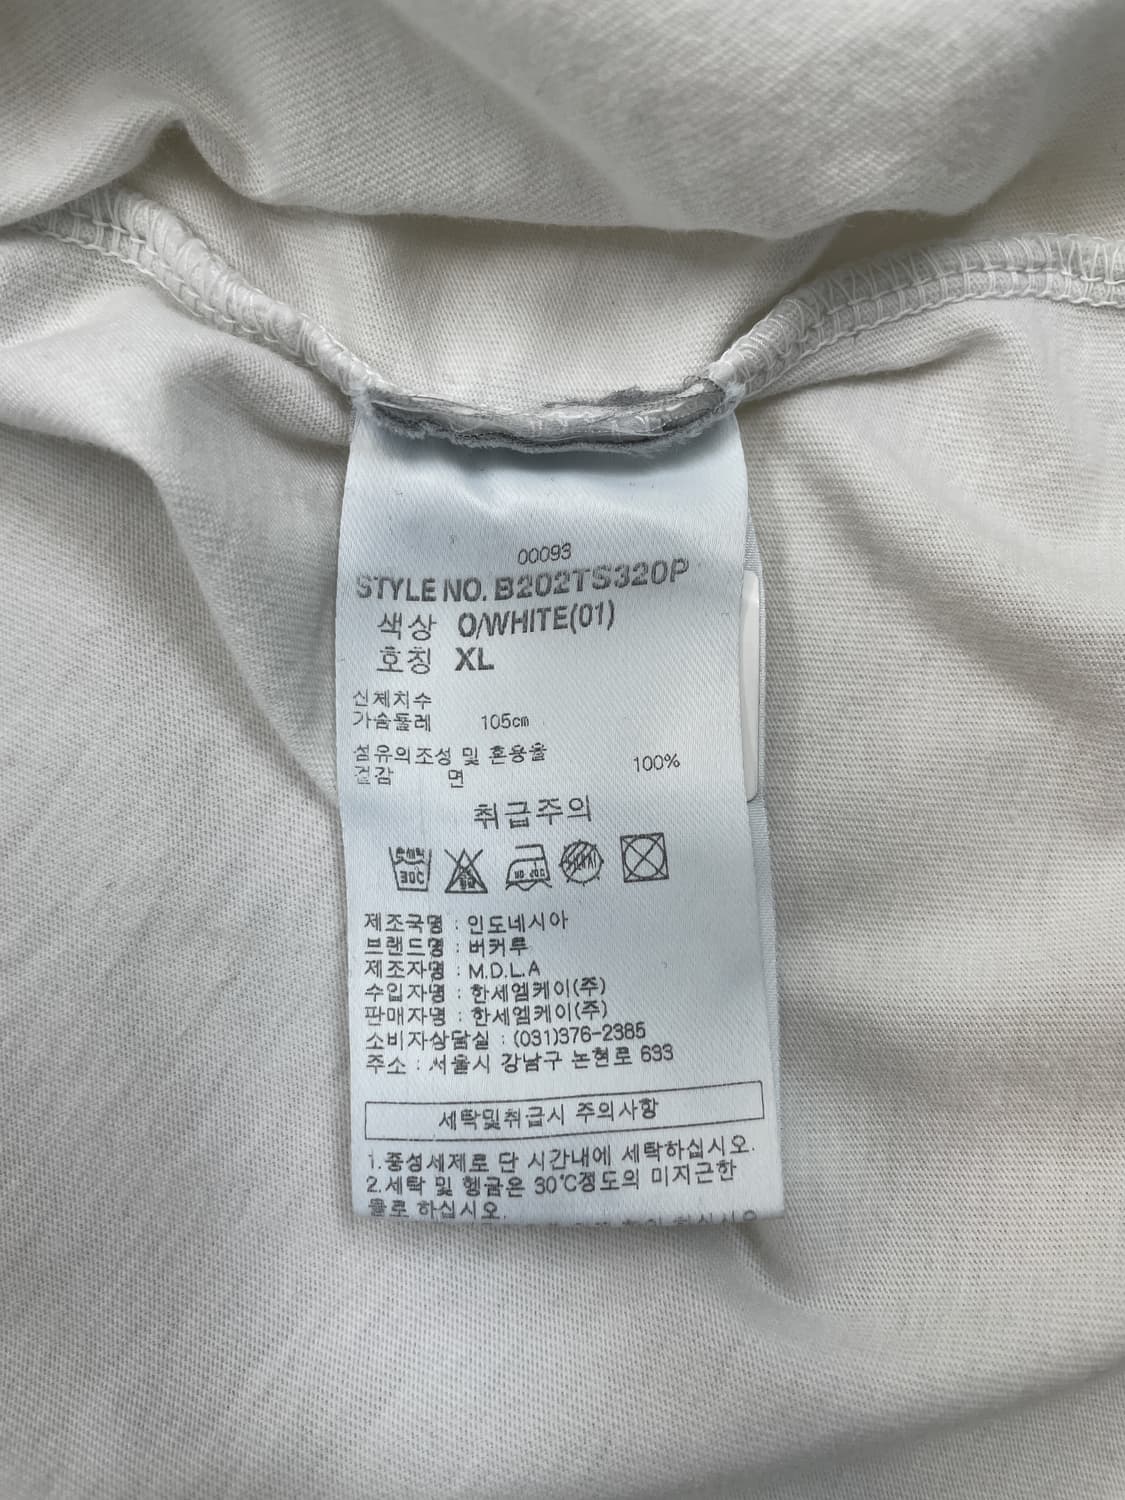 00093
STYLE NO. B202TS320P
색상 O/WHITE(01)
호칭 XL
신체치수
가슴둘레 105cm
섬유의조성 및 혼용율
겉감 면 100%
취급주의
손세탁
30C
제조국명 : 인도네시아
브랜드명 : 버커루
제조자명 : M.D.L.A
수입자명 : 한세엠케이(주)
판매자명 : 한세엠케이(주)
소비자상담실 : (031)376-2385
주소 : 서울시 강남구 논현로 633
세탁및취급시 주의사항
1.중성세제로 단 시간내에 세탁하십시오.
2.세탁 및 헹굼은 30℃정도의 미지근한
물로 하십시오.